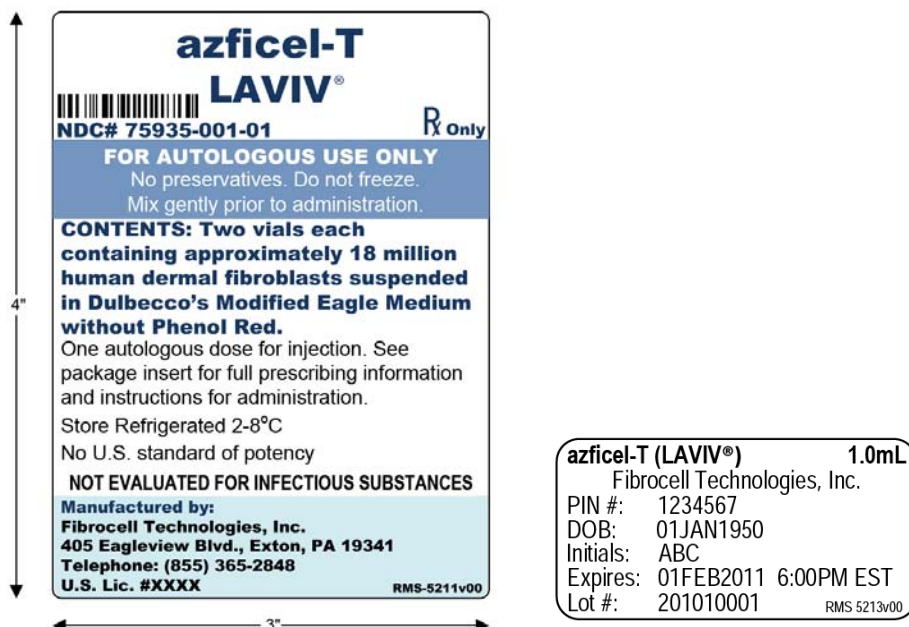 azficel-T
LAVIV®
NDC# 75935-001-01
Rx Only
FOR AUTOLOGOUS USE ONLY
No preservatives. Do not freeze.
Mix gently prior to administration.
CONTENTS: Two vials each
containing approximately 18 million
human dermal fibroblasts suspended
in Dulbecco's Modified Eagle Medium
without Phenol Red.
One autologous dose for injection. See
package insert for full prescribing information
and instructions for administration.
Store Refrigerated 2-8°C
No U.S. standard of potency
NOT EVALUATED FOR INFECTIOUS SUBSTANCES
Manufactured by:
Fibrocell Technologies, Inc.
405 Eagleview Blvd., Exton, PA 19341
Telephone: (855) 365-2848
U.S. Lic. #XXXX RMS-5211v00
4"
3"
azficel-T (LAVIV®) 1.0mL
Fibrocell Technologies, Inc.
PIN #: 1234567
DOB: 01JAN1950
Initials: ABC
Expires: 01FEB2011 6:00PM EST
Lot #: 201010001 RMS 5213v00